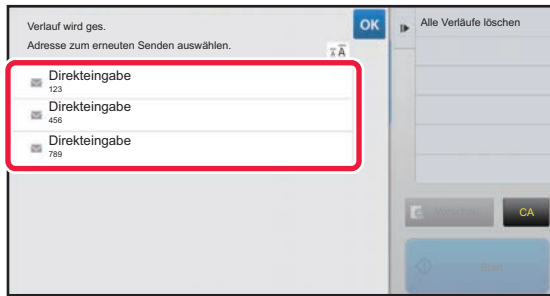 Verlauf wird ges.
Adresse zum erneuten Senden auswählen.
OK
Alle Verläufe löschen
Direkteingabe
123
Direkteingabe
456
Direkteingabe
789
Vorschau
CA
Start